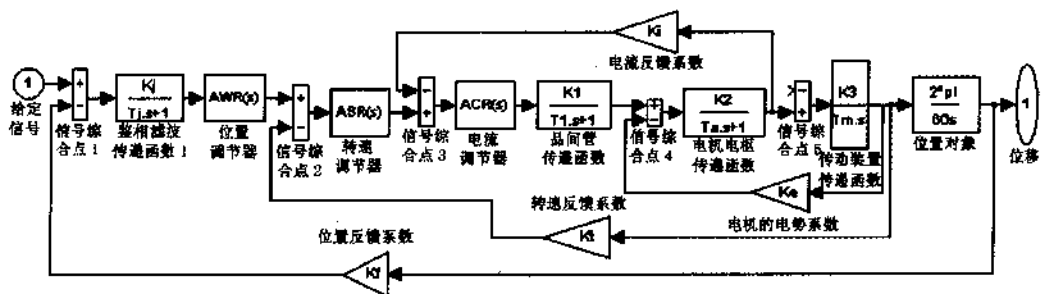 Ki
电流反馈系数
1
给定
信号
+
−
信号综
合点1
Kj
Tj.s+1
鉴相滤波
传递函数1
AWR(s)
位置
调节器
+
−
信号综
合点2
ASR(s)
转速
调节器
−
+
信号综
合点3
ACR(s)
电流
调节器
K1
T1.s+1
品间管
传递函数
+
−
信号综
合点4
K2
Ta.s+1
电机电枢
传递函数
−
+
信号综
合点5
K3
Tm.s
传动装置
传递函数
2*pi
60s
位置对象
1
位移
Ke
电机的电势系数
转速反馈系数
Kt
位置反馈系数
Kf